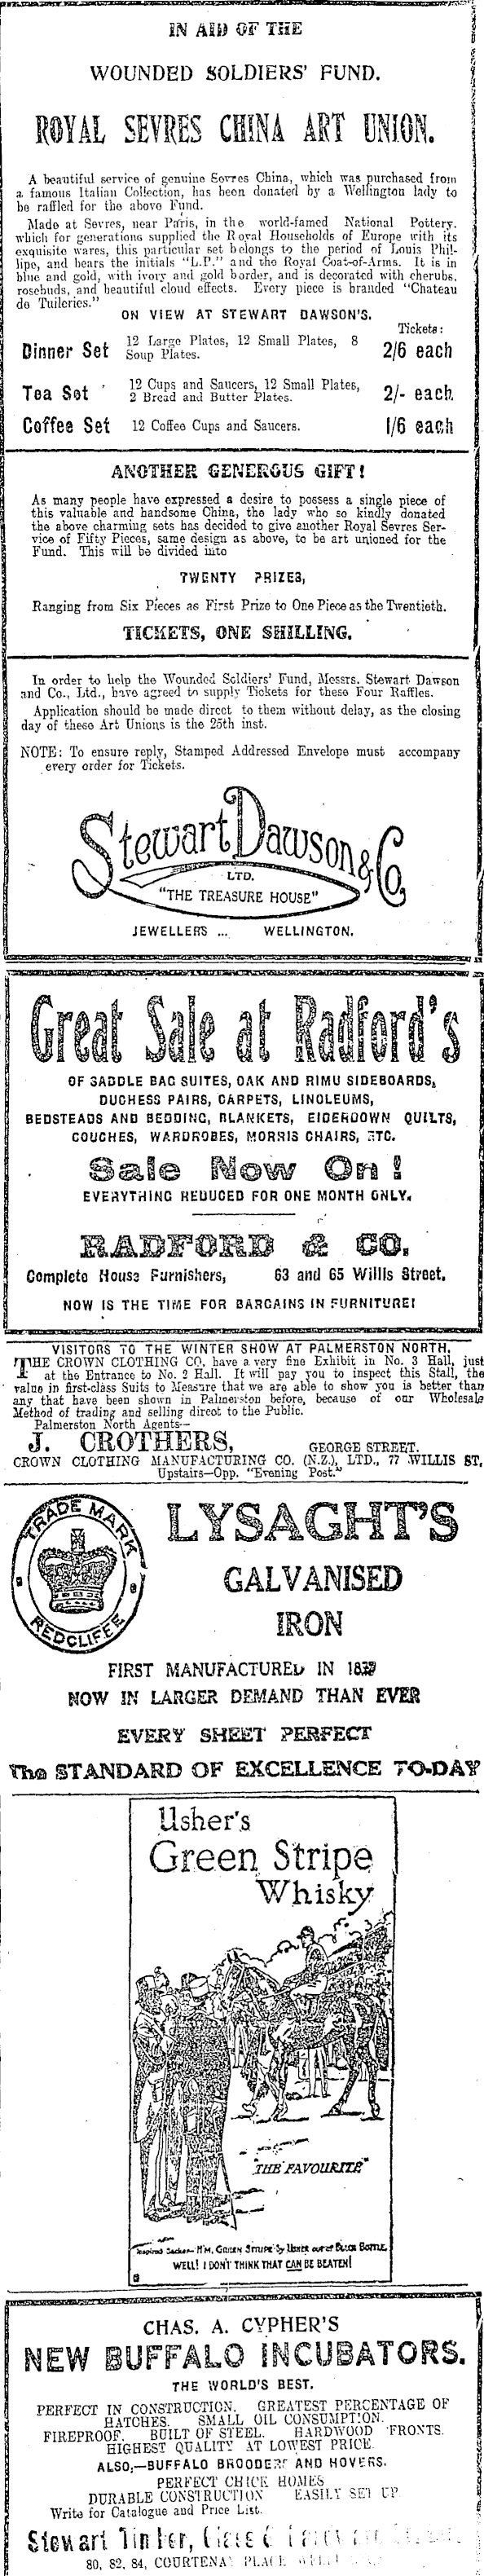 IN AID OF THE
WOUNDED SOLDIERS' FUND.
ROYAL SEVRES CHINA ART UNION.
A beautiful service of genuine Sevres China, which was purchased from
a famous Italian Collection, has been donated by a Wellington lady to
be raffled for the above Fund.
Made at Sevres, near Paris, in the world-famed National Pottery.
which for generations supplied the Royal Households of Europe with its
exquisite wares, this particular set belongs to the period of Louis Phil-
lipe, and bears the initials "L.P." and the Royal Coat-of-Arms. It is in
blue and gold, with ivory and gold border, and is decorated with cherubs,
rosebuds, and beautiful cloud effects. Every piece is branded "Chateau
de Tuileries."
ON VIEW AT STEWART DAWSON'S.
Tickets:
Dinner Set 12 Large Plates, 12 Small Plates, 8 Soup Plates. 2/6 each
Tea Set 12 Cups and Saucers, 12 Small Plates, 2 Bread and Butter Plates. 2/- each
Coffee Set 12 Coffee Cups and Saucers. 1/6 each
ANOTHER GENEROUS GIFT!
As many people have expressed a desire to possess a single piece of
this valuable and handsome China, the lady who so kindly donated
the above charming sets has decided to give another Royal Sevres Ser-
vice of Fifty Pieces, same design as above, to be art unioned for the
Fund. This will be divided into
TWENTY PRIZES,
Ranging from Six Pieces as First Prize to One Piece as the Twentieth.
TICKETS, ONE SHILLING.
In order to help the Wounded Soldiers' Fund, Messrs. Stewart Dawson
and Co., Ltd., have agreed to supply Tickets for these Four Raffles.
Application should be made direct to them without delay, as the closing
day of these Art Unions is the 25th inst.
NOTE: To ensure reply, Stamped Addressed Envelope must accompany
every order for Tickets.
Stewart Dawson & Co.
LTD.
"THE TREASURE HOUSE"
JEWELLERS ... WELLINGTON.
Great Sale at Radford's
OF SADDLE BAG SUITES, OAK AND RIMU SIDEBOARDS,
DUCHESS PAIRS, CARPETS, LINOLEUMS,
BEDSTEADS AND BEDDING, BLANKETS, EIDERDOWN QUILTS,
COUCHES, WARDROBES, MORRIS CHAIRS, ETC.
Sale Now On!
EVERYTHING REDUCED FOR ONE MONTH ONLY.
RADFORD & CO.
Complete House Furnishers, 63 and 65 Willis Street.
NOW IS THE TIME FOR BARGAINS IN FURNITURE!
VISITORS TO THE WINTER SHOW AT PALMERSTON NORTH.
THE CROWN CLOTHING CO. have a very fine Exhibit in No. 3 Hall, just
at the Entrance to No. 2 Hall. It will pay you to inspect this Stall, the
value in first-class Suits to Measure that we are able to show you is better than
any that have been shown in Palmerston before, because of our Wholesale
Method of trading and selling direct to the Public.
Palmerston North Agents—
J. CROTHERS, GEORGE STREET.
CROWN CLOTHING MANUFACTURING CO. (N.Z.), LTD., 77 WILLIS ST,
Upstairs—Opp. "Evening Post."
TRADE MARK
REDCLIFFE
LYSAGHT'S
GALVANISED
IRON
FIRST MANUFACTURED IN
NOW IN LARGER DEMAND THAN EVER
EVERY SHEET PERFECT
The STANDARD OF EXCELLENCE TO-DAY
Usher's
Green Stripe
Whisky
"THE FAVOURITE"
Inspired Backer— H'm, Green Stripe by Usher out of Black Bottle.
WELL! I DON'T THINK THAT CAN BE BEATEN!
CHAS. A. CYPHER'S
NEW BUFFALO INCUBATORS.
THE WORLD'S BEST.
PERFECT IN CONSTRUCTION. GREATEST PERCENTAGE OF
HATCHES. SMALL OIL CONSUMPTION.
FIREPROOF. BUILT OF STEEL. HARDWOOD FRONTS.
HIGHEST QUALITY AT LOWEST PRICE.
ALSO,—BUFFALO BROODERS AND HOVERS.
PERFECT CHICK HOMES
DURABLE CONSTRUCTION EASILY SET UP
Write for Catalogue and Price List.
Stewart Timber, Glass &
80, 82, 84, COURTENAY PLACE